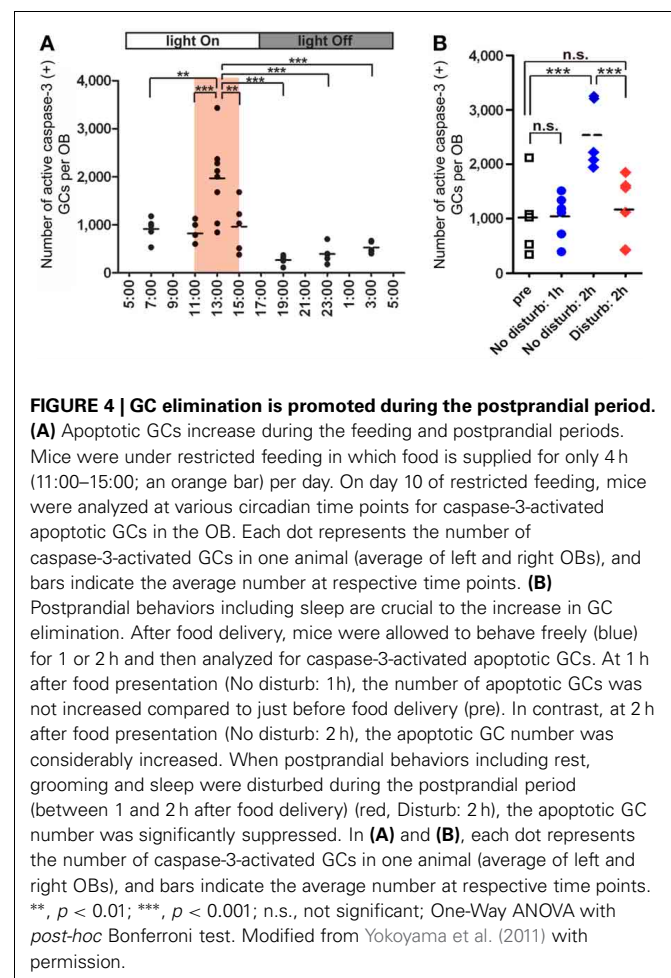 A
B
light On
light Off
Number of active caspase-3 (+)
GCs per OB
4,000
3,000
2,000
1,000
0
** *** *** *** *** **
5:00 7:00 9:00 11:00 13:00 15:00 17:00 19:00 21:00 23:00 1:00 3:00 5:00
Number of active caspase-3 (+)
GCs per OB
4,000
3,000
2,000
1,000
0
n.s.
*** ***
n.s.
pre No disturb: 1h No disturb: 2h Disturb: 2h
FIGURE 4 | GC elimination is promoted during the postprandial period.
(A) Apoptotic GCs increase during the feeding and postprandial periods.
Mice were under restricted feeding in which food is supplied for only 4 h
(11:00–15:00; an orange bar) per day. On day 10 of restricted feeding, mice
were analyzed at various circadian time points for caspase-3-activated
apoptotic GCs in the OB. Each dot represents the number of
caspase-3-activated GCs in one animal (average of left and right OBs), and
bars indicate the average number at respective time points. (B)
Postprandial behaviors including sleep are crucial to the increase in GC
elimination. After food delivery, mice were allowed to behave freely (blue)
for 1 or 2 h and then analyzed for caspase-3-activated apoptotic GCs. At 1 h
after food presentation (No disturb: 1h), the number of apoptotic GCs was
not increased compared to just before food delivery (pre). In contrast, at 2 h
after food presentation (No disturb: 2 h), the apoptotic GC number was
considerably increased. When postprandial behaviors including rest,
grooming and sleep were disturbed during the postprandial period
(between 1 and 2 h after food delivery) (red, Disturb: 2 h), the apoptotic GC
number was significantly suppressed. In (A) and (B), each dot represents
the number of caspase-3-activated GCs in one animal (average of left and
right OBs), and bars indicate the average number at respective time points.
**, p < 0.01; ***, p < 0.001; n.s., not significant; One-Way ANOVA with
post-hoc Bonferroni test. Modified from Yokoyama et al. (2011) with
permission.